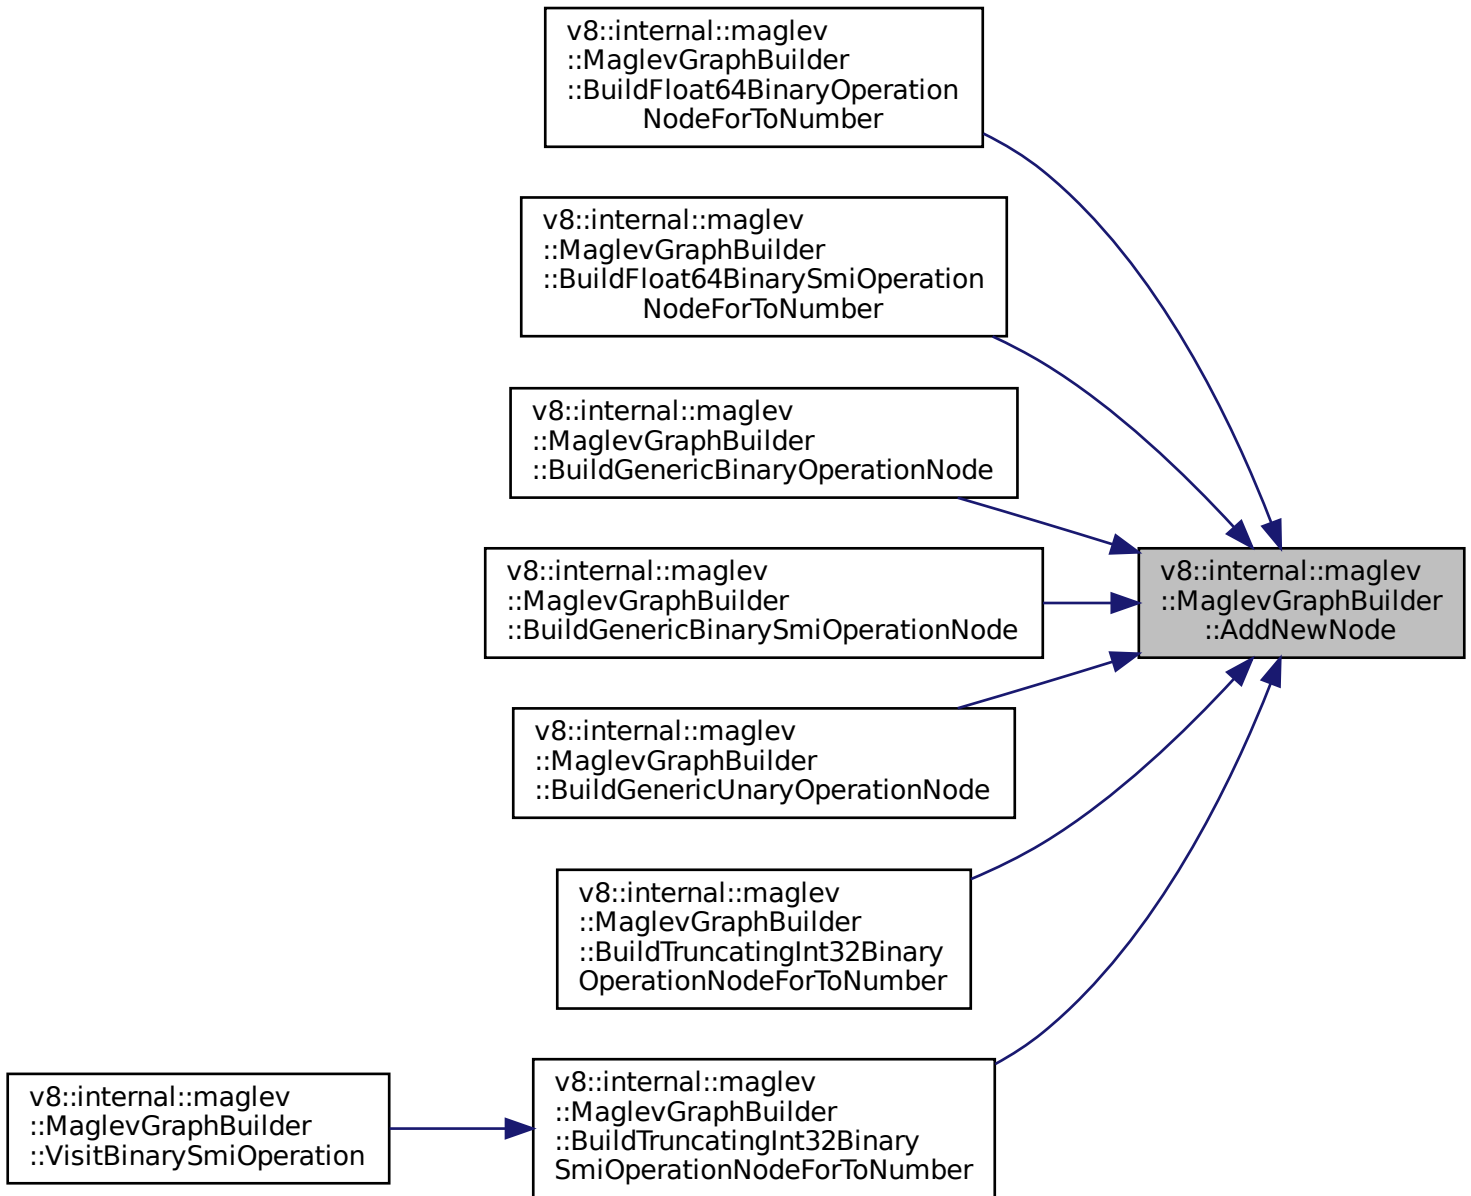 v8::internal::maglev
::MaglevGraphBuilder
::BuildFloat64BinaryOperation
NodeForToNumber
v8::internal::maglev
::MaglevGraphBuilder
::BuildFloat64BinarySmiOperation
NodeForToNumber
v8::internal::maglev
::MaglevGraphBuilder
::BuildGenericBinaryOperationNode
v8::internal::maglev
::MaglevGraphBuilder
::BuildGenericBinarySmiOperationNode
v8::internal::maglev
::MaglevGraphBuilder
::AddNewNode
v8::internal::maglev
::MaglevGraphBuilder
::BuildGenericUnaryOperationNode
v8::internal::maglev
::MaglevGraphBuilder
::BuildTruncatingInt32Binary
OperationNodeForToNumber
v8::internal::maglev
::MaglevGraphBuilder
::VisitBinarySmiOperation
v8::internal::maglev
::MaglevGraphBuilder
::BuildTruncatingInt32Binary
SmiOperationNodeForToNumber